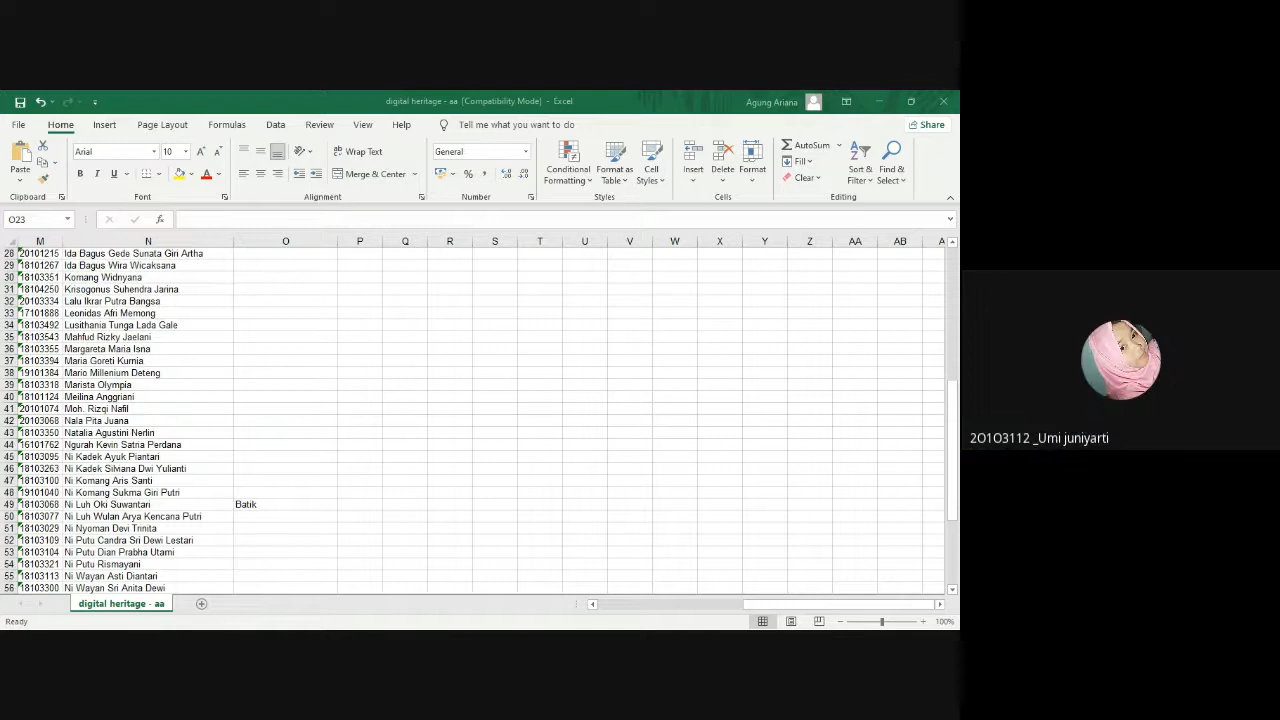 digital heritage - aa  [Compatibility Mode]  -  Excel
Agung Ariana
File Home Insert Page Layout Formulas Data Review View Help Tell me what you want to do Share
Paste
Clipboard
Arial 10
B I U
Font
Wrap Text
Merge & Center
Alignment
General
% ,
Number
Conditional Formatting
Format as Table
Cell Styles
Styles
Insert
Delete
Format
Cells
AutoSum
Fill
Clear
Sort & Filter
Find & Select
Editing
O23 fx
M N O P Q R S T U V W X Y Z AA AB A
28 20101215 Ida Bagus Gede Sunata Giri Artha
29 18101267 Ida Bagus Wira Wicaksana
30 18103351 Komang Widnyana
31 18104250 Krisogonus Suhendra Jarina
32 20103334 Lalu Ikrar Putra Bangsa
33 17101888 Leonidas Afri Memong
34 18103492 Lusithania Tunga Lada Gale
35 18103543 Mahfud Rizky Jaelani
36 18103355 Margareta Maria Isna
37 18103394 Maria Goreti Kurnia
38 19101384 Mario Millenium Deteng
39 18103318 Marista Olympia
40 18101124 Meilina Anggriani
41 20101074 Moh. Rizqi Nafil
42 20103068 Nala Pita Juana
43 18103350 Natalia Agustini Nerlin
44 16101762 Ngurah Kevin Satria Perdana
45 18103095 Ni Kadek Ayuk Piantari
46 18103263 Ni Kadek Silviana Dwi Yulianti
47 18103100 Ni Komang Aris Santi
48 19101040 Ni Komang Sukma Giri Putri
49 18103068 Ni Luh Oki Suwantari Batik
50 18103077 Ni Luh Wulan Arya Kencana Putri
51 18103029 Ni Nyoman Devi Trinita
52 18103109 Ni Putu Candra Sri Dewi Lestari
53 18103104 Ni Putu Dian Prabha Utami
54 18103321 Ni Putu Rismayani
55 18103113 Ni Wayan Asti Diantari
56 18103300 Ni Wayan Sri Anita Dewi
digital heritage - aa
Ready
100%
2O1O3112 _Umi juniyarti